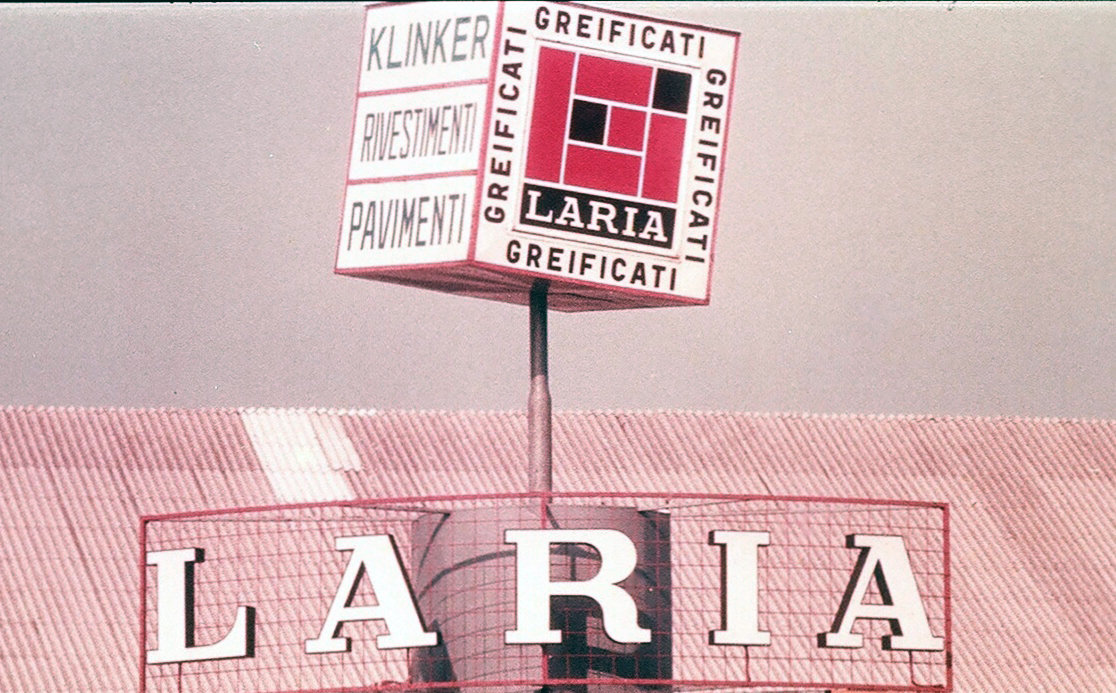 KLINKER
RIVESTIMENTI
PAVIMENTI
GREIFICATI
GREIFICATI
GREIFICATI
LARIA
GREIFICATI
LARIA